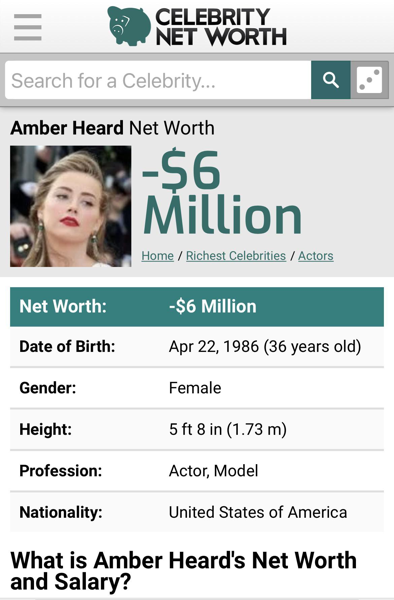 CELEBRITY
NET WORTH
Search for a Celebrity...
Amber Heard Net Worth
-$6
Million
Home / Richest Celebrities / Actors
Net Worth: -$6 Million
Date of Birth: Apr 22, 1986 (36 years old)
Gender: Female
Height: 5 ft 8 in (1.73 m)
Profession: Actor, Model
Nationality: United States of America
What is Amber Heard's Net Worth
and Salary?